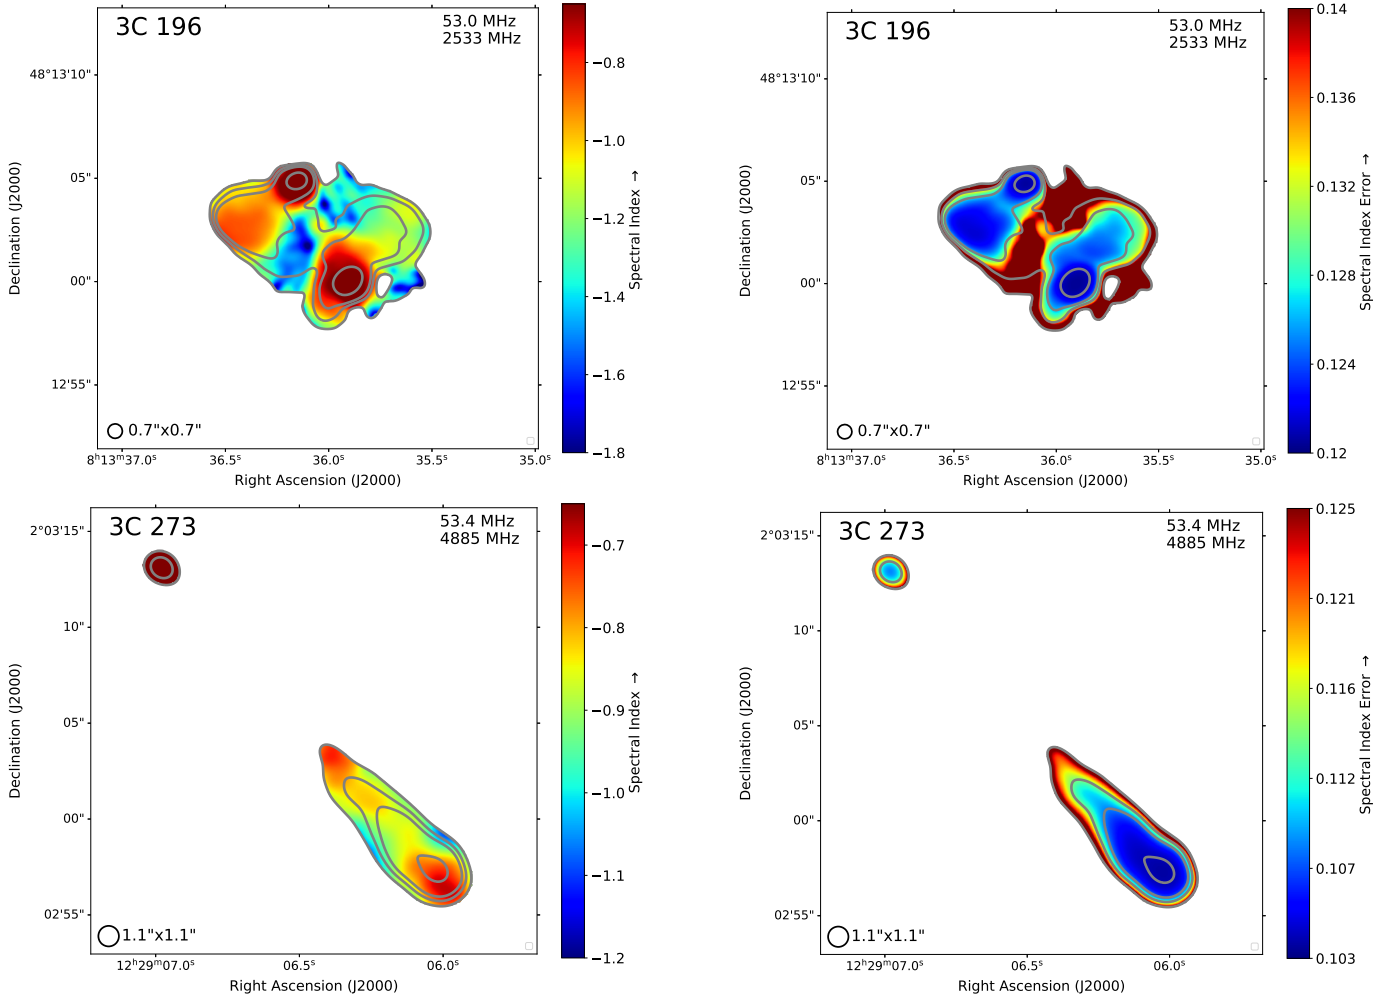 3C 196
53.0 MHz
2533 MHz
48°13'10"
05"
00"
12'55"
Declination (J2000)
0.7"x0.7"
8ʰ13ᵐ37.0ˢ
36.5ˢ
36.0ˢ
35.5ˢ
35.0ˢ
Right Ascension (J2000)
−0.8
−1.0
−1.2
−1.4
−1.6
−1.8
Spectral Index →
3C 196
53.0 MHz
2533 MHz
48°13'10"
05"
00"
12'55"
Declination (J2000)
0.7"x0.7"
8ʰ13ᵐ37.0ˢ
36.5ˢ
36.0ˢ
35.5ˢ
35.0ˢ
Right Ascension (J2000)
0.14
0.136
0.132
0.128
0.124
0.12
Spectral Index Error →
3C 273
53.4 MHz
4885 MHz
2°03'15"
10"
05"
00"
02'55"
Declination (J2000)
1.1"x1.1"
12ʰ29ᵐ07.0ˢ
06.5ˢ
06.0ˢ
Right Ascension (J2000)
−0.7
−0.8
−0.9
−1.0
−1.1
−1.2
Spectral Index →
3C 273
53.4 MHz
4885 MHz
2°03'15"
10"
05"
00"
02'55"
Declination (J2000)
1.1"x1.1"
12ʰ29ᵐ07.0ˢ
06.5ˢ
06.0ˢ
Right Ascension (J2000)
0.125
0.121
0.116
0.112
0.107
0.103
Spectral Index Error →